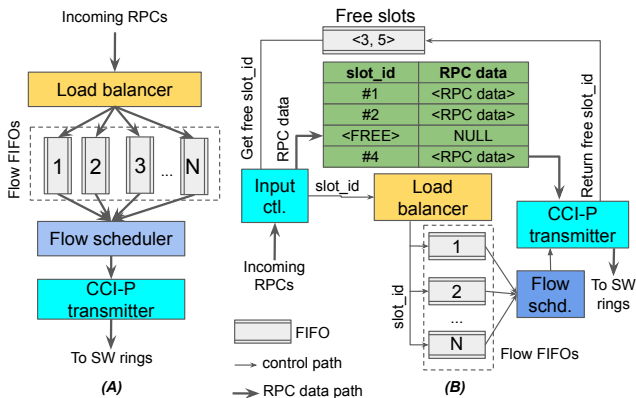 Incoming RPCs
Load balancer
Flow FIFOs
1
2
3
...
N
Flow scheduler
CCI-P
transmitter
To SW rings
(A)
Free slots
<3, 5>
Get free slot_id
RPC data
slot_id RPC data
#1 <RPC data>
#2 <RPC data>
<FREE> NULL
#4 <RPC data>
Return free slot_id
Input
ctl.
slot_id
Load
balancer
CCI-P
transmitter
Incoming
RPCs
slot_id
1
2
...
N
Flow
schd.
To SW
rings
Flow FIFOs
FIFO
control path
RPC data path
(B)